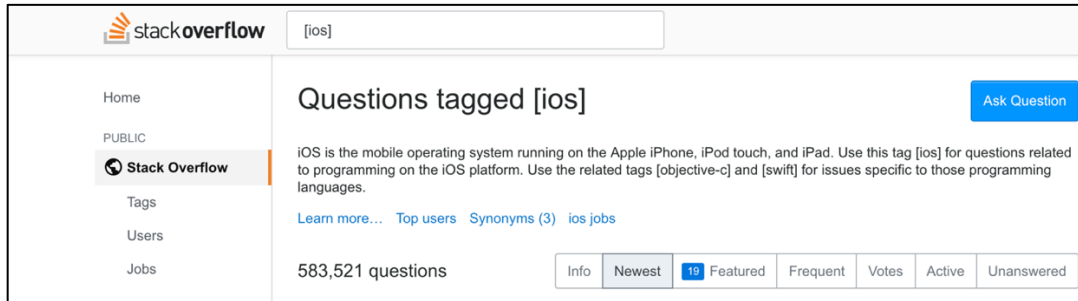 stackoverflow
[ios]
Home
PUBLIC
Stack Overflow
Tags
Users
Jobs
Questions tagged [ios]
Ask Question
iOS is the mobile operating system running on the Apple iPhone, iPod touch, and iPad. Use this tag [ios] for questions related
to programming on the iOS platform. Use the related tags [objective-c] and [swift] for issues specific to those programming
languages.
Learn more… Top users Synonyms (3) ios jobs
583,521 questions
Info Newest 19 Featured Frequent Votes Active Unanswered